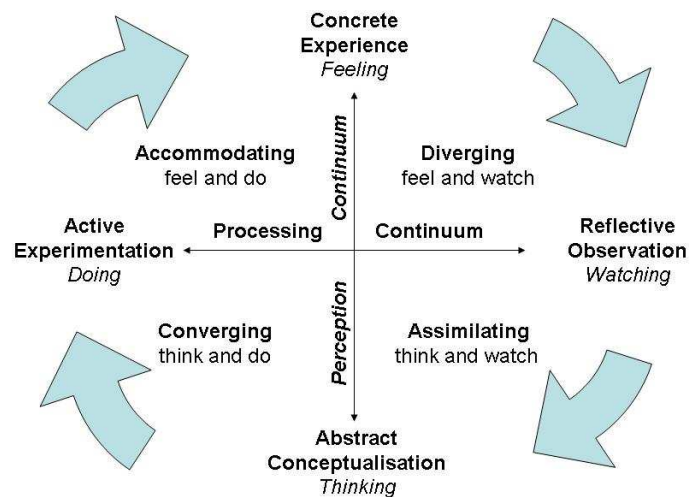 Concrete
Experience
Feeling
Accommodating
feel and do
Continuum
Diverging
feel and watch
Active
Experimentation
Doing
Processing
Continuum
Reflective
Observation
Watching
Converging
think and do
Perception
Assimilating
think and watch
Abstract
Conceptualisation
Thinking